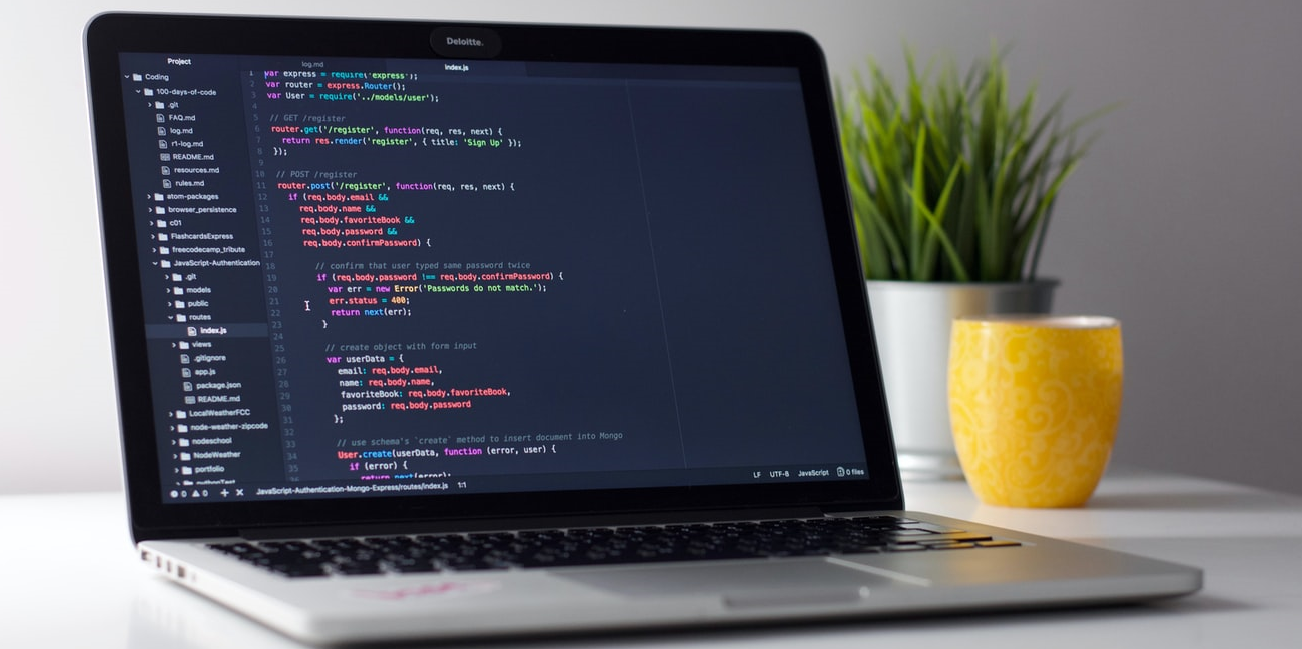 Deloitte.
Project
Coding
100-days-of-code
.git
FAQ.md
log.md
r1-log.md
README.md
resources.md
rules.md
atom-packages
browser_persistence
c01
FlashcardsExpress
freecodecamp_tribute
JavaScript-Authentication
.git
models
public
routes
index.js
views
.gitignore
app.js
package.json
README.md
LocalWeatherFCC
node-weather-zipcode
nodeschool
NodeWeather
portfolio
pythonTest
log.md index.js
1 var express = require('express');
2 var router = express.Router();
3 var User = require('../models/user');
4
5 // GET /register
6 router.get("/register', function(req, res, next) {
7 return res.render('register', { title: 'Sign Up' });
8 });
9
10 // POST /register
11 router.post('/register', function(req, res, next) {
12 if (req.body.email &&
13 req.body.name &&
14 req.body.favoriteBook &&
15 req.body.password &&
16 req.body.confirmPassword) {
17
18 // confirm that user typed same password twice
19 if (req.body.password !== req.body.confirmPassword) {
20 var err = new Error('Passwords do not match.');
21 err.status = 400;
22 return next(err);
23 }
24
25 // create object with form input
26 var userData = {
27 email: req.body.email,
28 name: req.body.name,
29 favoriteBook: req.body.favoriteBook,
30 password: req.body.password
31 };
32
33 // use schema's `create` method to insert document into Mongo
34 User.create(userData, function (error, user) {
35 if (error) {
36 return next(error);
0 0 JavaScript-Authentication-Mongo-Express/routes/index.js 1:1 LF UTF-8 JavaScript 0 files